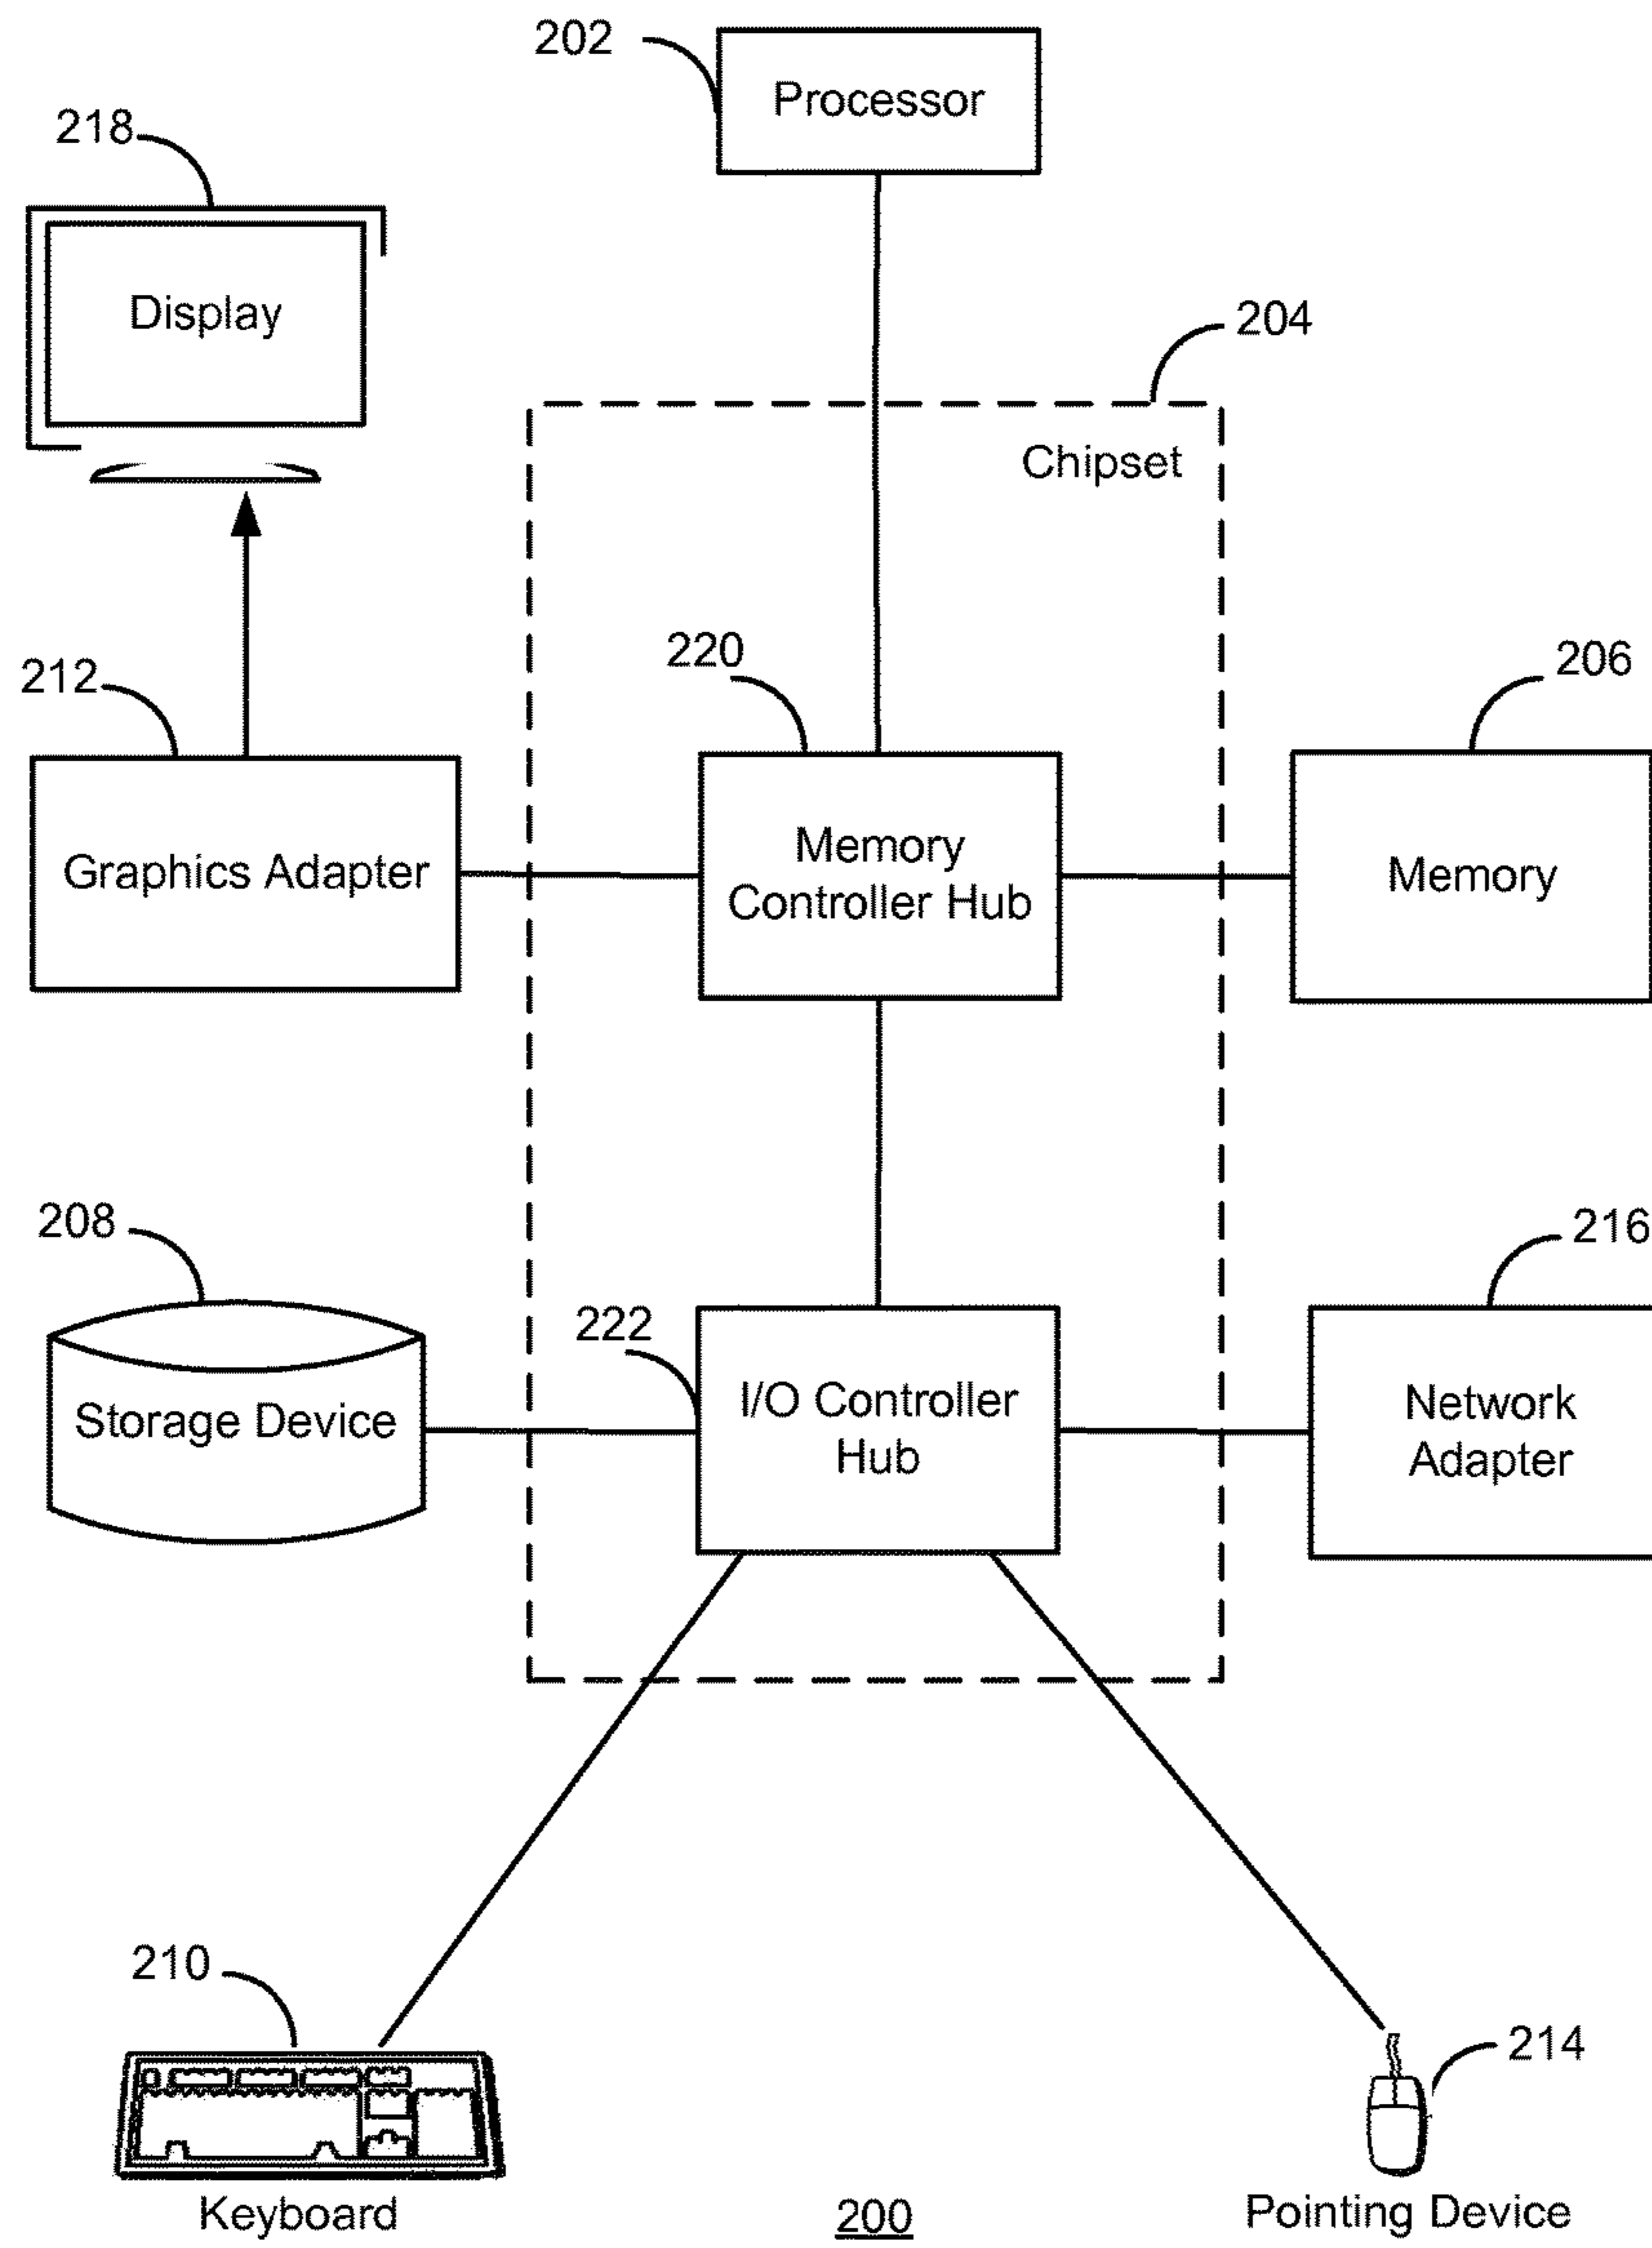 202
Processor
218
Display
204
Chipset
220
206
212
Memory
Controller Hub
Graphics Adapter
Memory
208
216
222
I/O Controller
Hub
Storage Device
Network
Adapter
210
214
Keyboard
200
Pointing Device